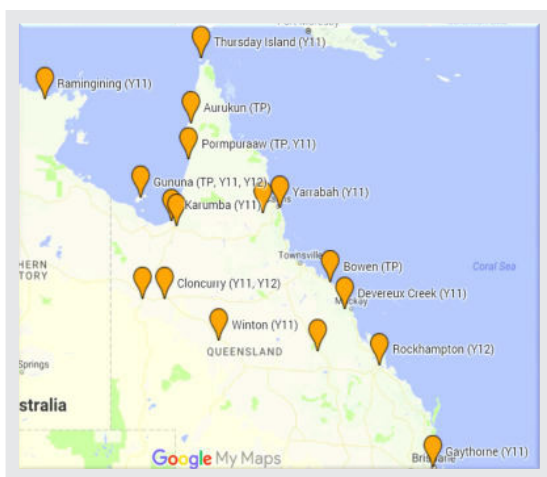 Thursday Island (Y11)
Ramingining (Y11)
Aurukun (TP)
Pormpuraaw (TP, Y11)
Gununa (TP, Y11, Y12)
Yarrabah (Y11)
Karumba (Y11)
Townsville
Bowen (TP)
Coral Sea
HERN
TORY
Cloncurry (Y11, Y12)
Devereux Creek (Y11)
Mackay
Winton (Y11)
QUEENSLAND
Rockhampton (Y12)
Springs
stralia
Gaythorne (Y11)
Brisbane
Google My Maps